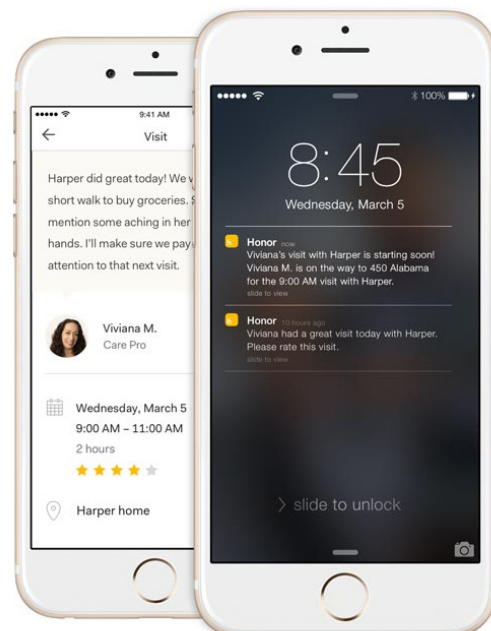 9:41 AM
Visit
Harper did great today! We
short walk to buy groceries.
mention some aching in her
hands. I'll make sure we pay
attention to that next visit.
Viviana M.
Care Pro
Wednesday, March 5
9:00 AM – 11:00 AM
2 hours
Harper home
100%
8:45
Wednesday, March 5
Honor now
Viviana's visit with Harper is starting soon!
Viviana M. is on the way to 450 Alabama
for the 9:00 AM visit with Harper.
slide to view
Honor 10 hours ago
Viviana had a great visit today with Harper.
Please rate this visit.
slide to view
> slide to unlock